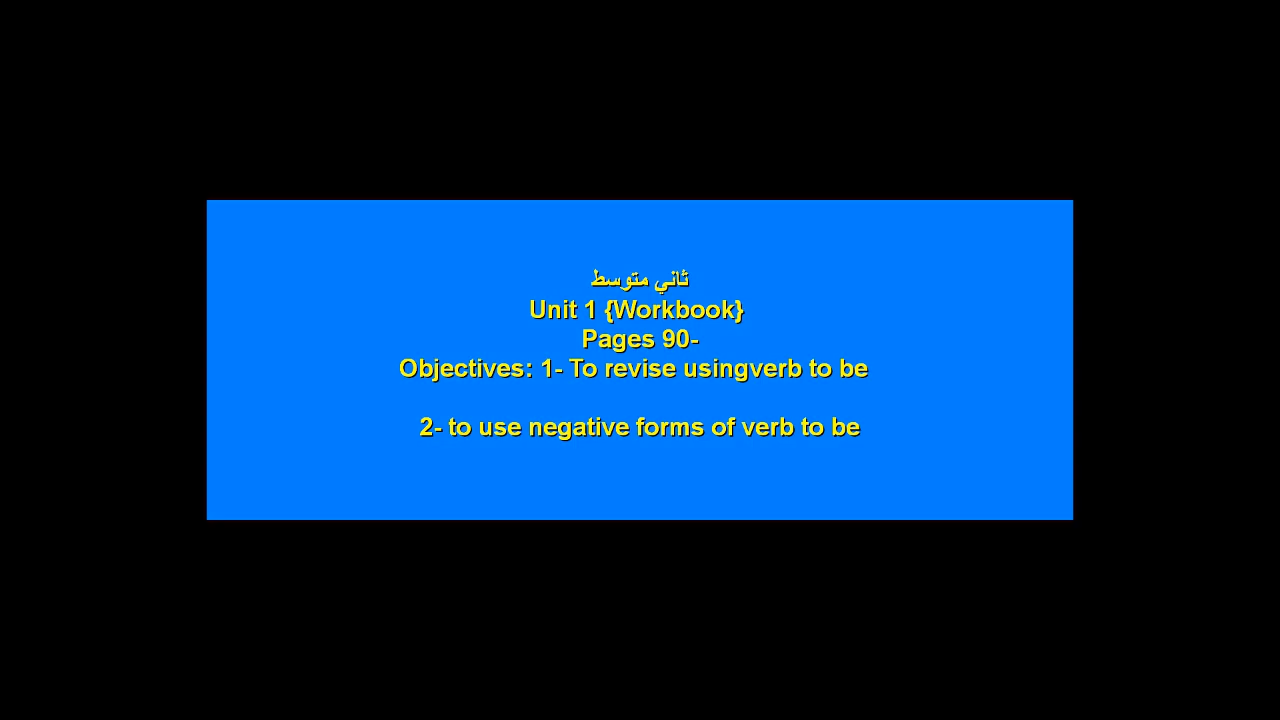 ثاني متوسط
Unit 1 {Workbook}
Pages 90-
Objectives: 1- To revise usingverb to be
2- to use negative forms of verb to be